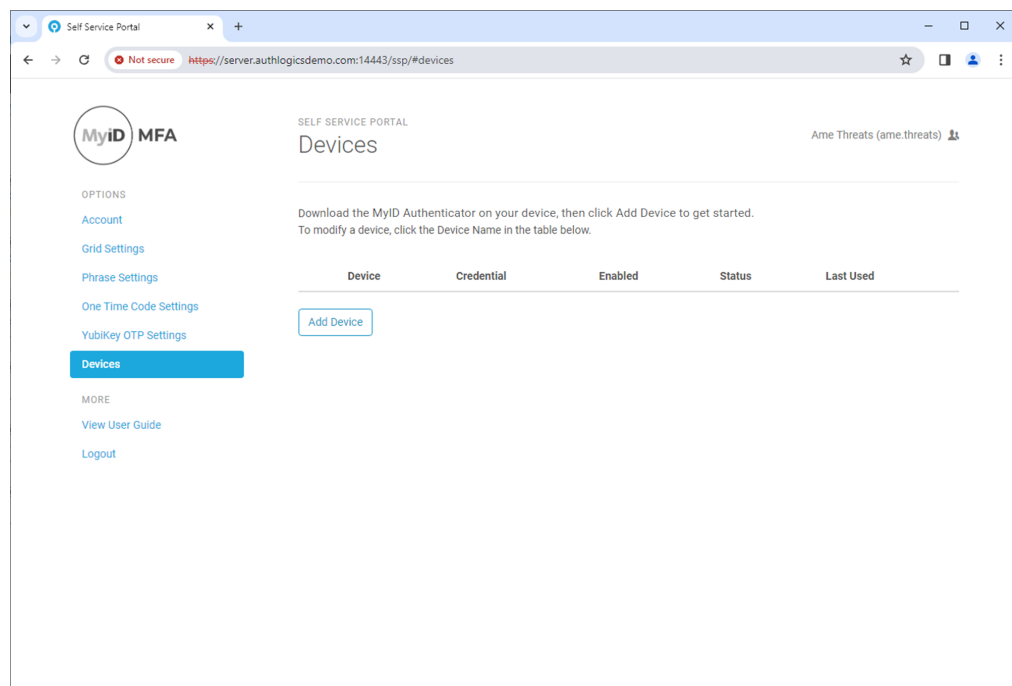 Self Service Portal
Not secure https://server.authlogicsdemo.com:14443/ssp/#devices
MyiD MFA
SELF SERVICE PORTAL
Devices
Ame Threats (ame.threats)
OPTIONS
Account
Grid Settings
Phrase Settings
One Time Code Settings
YubiKey OTP Settings
Devices
MORE
View User Guide
Logout
Download the MyID Authenticator on your device, then click Add Device to get started.
To modify a device, click the Device Name in the table below.
Device Credential Enabled Status Last Used
Add Device